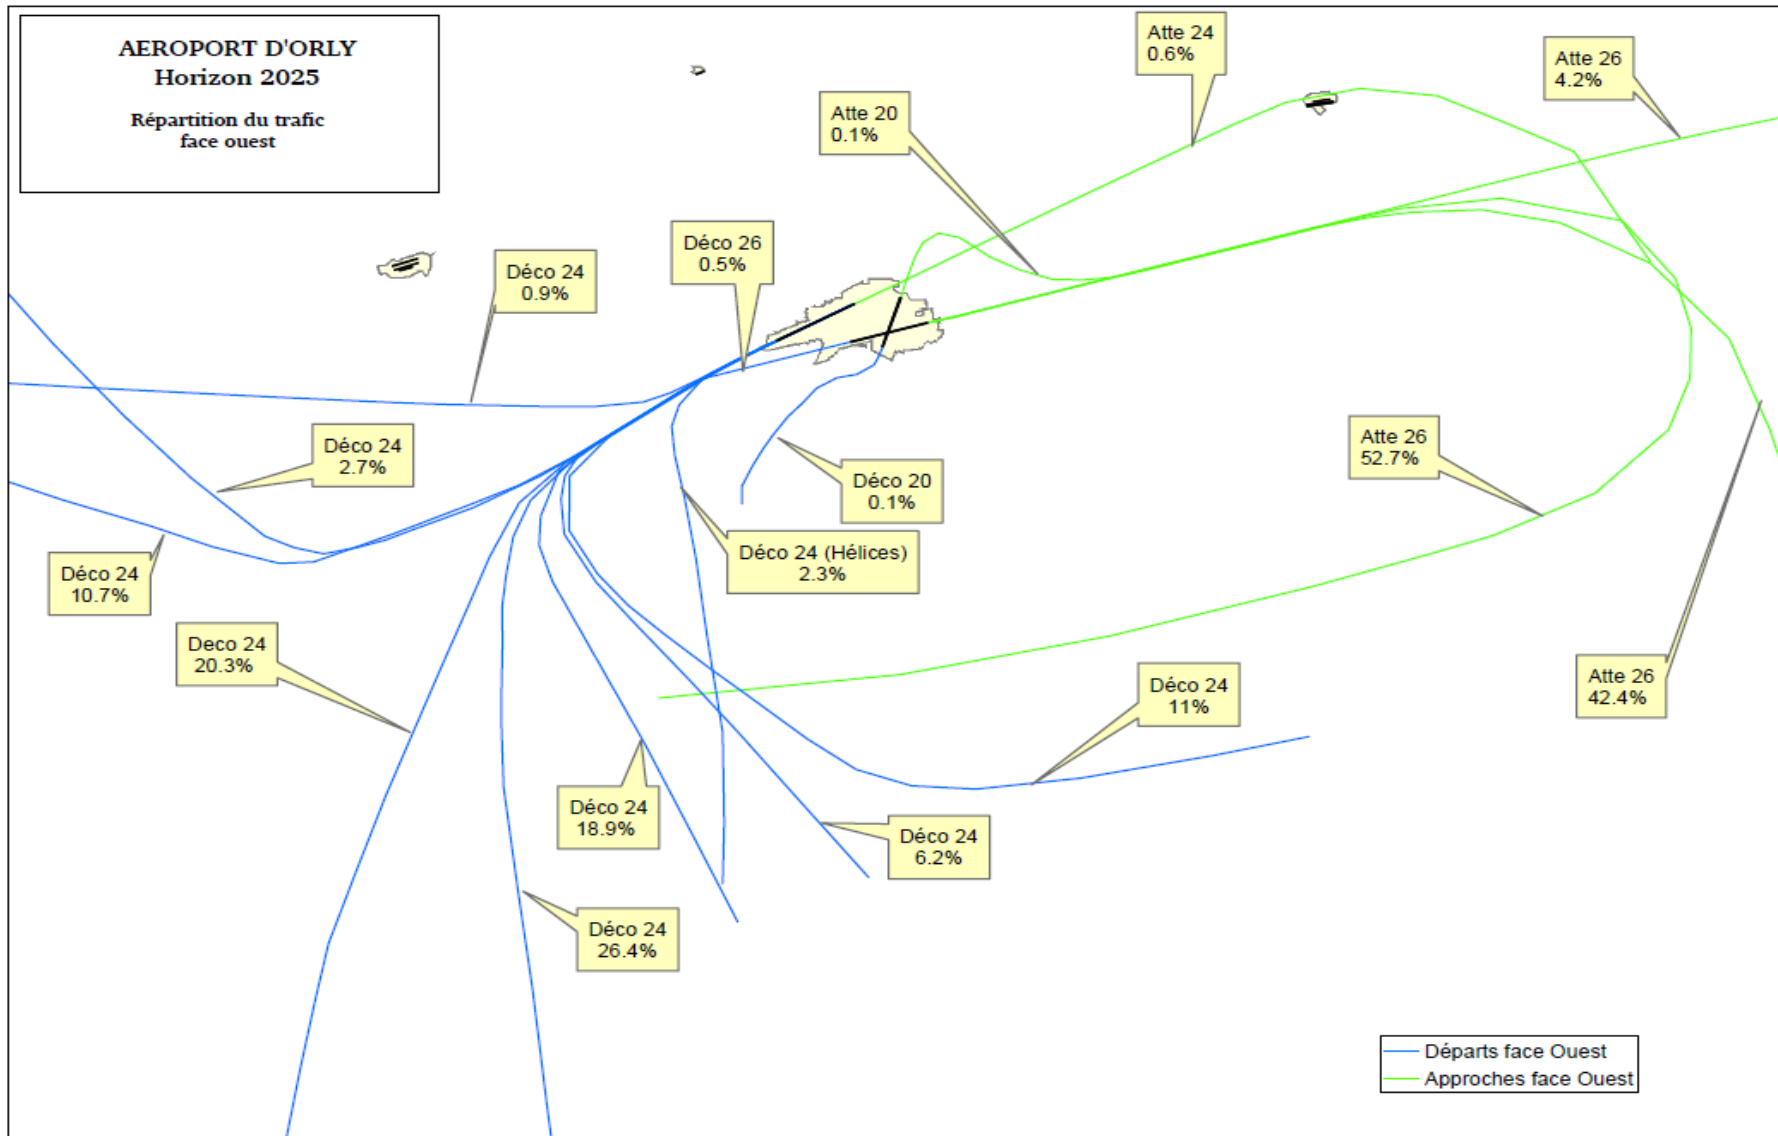 AEROPORT D'ORLY
Horizon 2025
Répartition du trafic
face ouest
Atte 24
0.6%
Atte 26
4.2%
Atte 20
0.1%
Déco 26
0.5%
Déco 24
0.9%
Déco 24
2.7%
Atte 26
52.7%
Déco 20
0.1%
Déco 24 (Hélices)
2.3%
Déco 24
10.7%
Deco 24
20.3%
Atte 26
42.4%
Déco 24
11%
Déco 24
18.9%
Déco 24
6.2%
Déco 24
26.4%
Départs face Ouest
Approches face Ouest